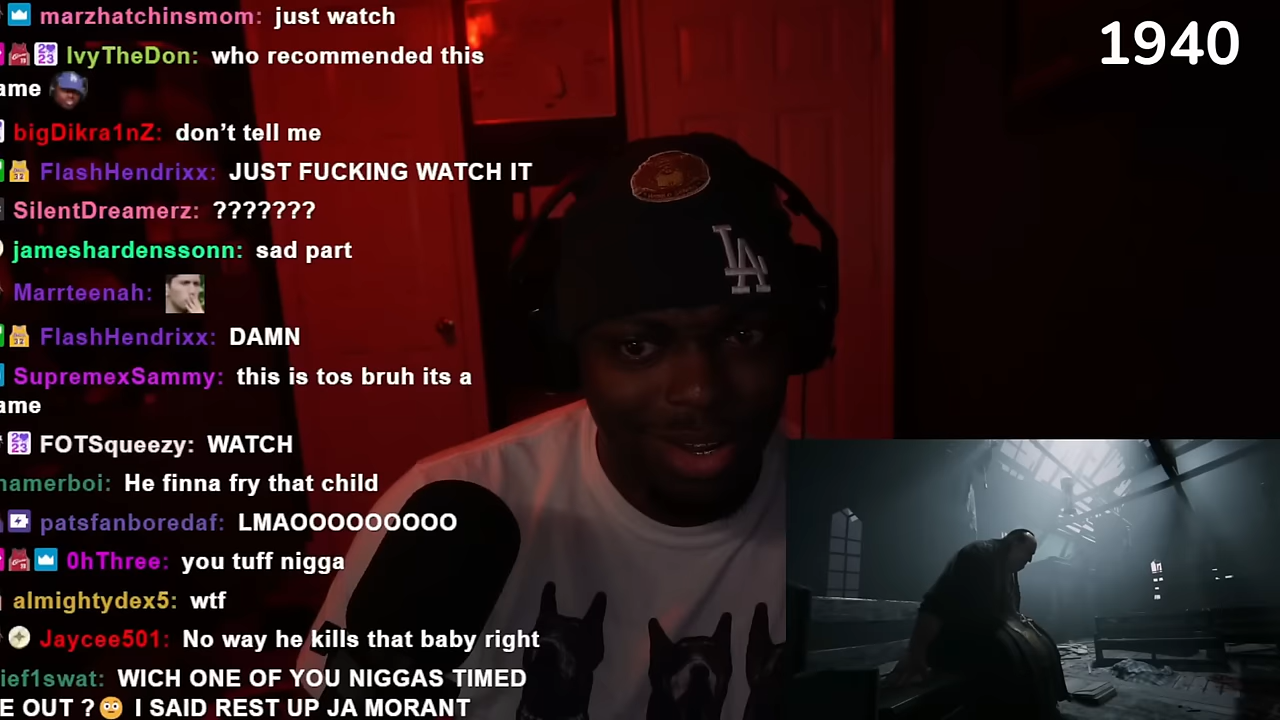 marzhatchinsmom: just watch
1940
IvyTheDon: who recommended this
ame
bigDikra1nZ: don’t tell me
FlashHendrixx: JUST FUCKING WATCH IT
SilentDreamerz: ???????
jameshardenssonn: sad part
Marrteenah:
FlashHendrixx: DAMN
SupremexSammy: this is tos bruh its a
ame
FOTSqueezy: WATCH
namerboi: He finna fry that child
patsfanboredaf: LMAOOOOOOOOO
0hThree: you tuff nigga
almightydex5: wtf
Jaycee501: No way he kills that baby right
ief1swat: WICH ONE OF YOU NIGGAS TIMED
E OUT ?😳 I SAID REST UP JA MORANT
LA